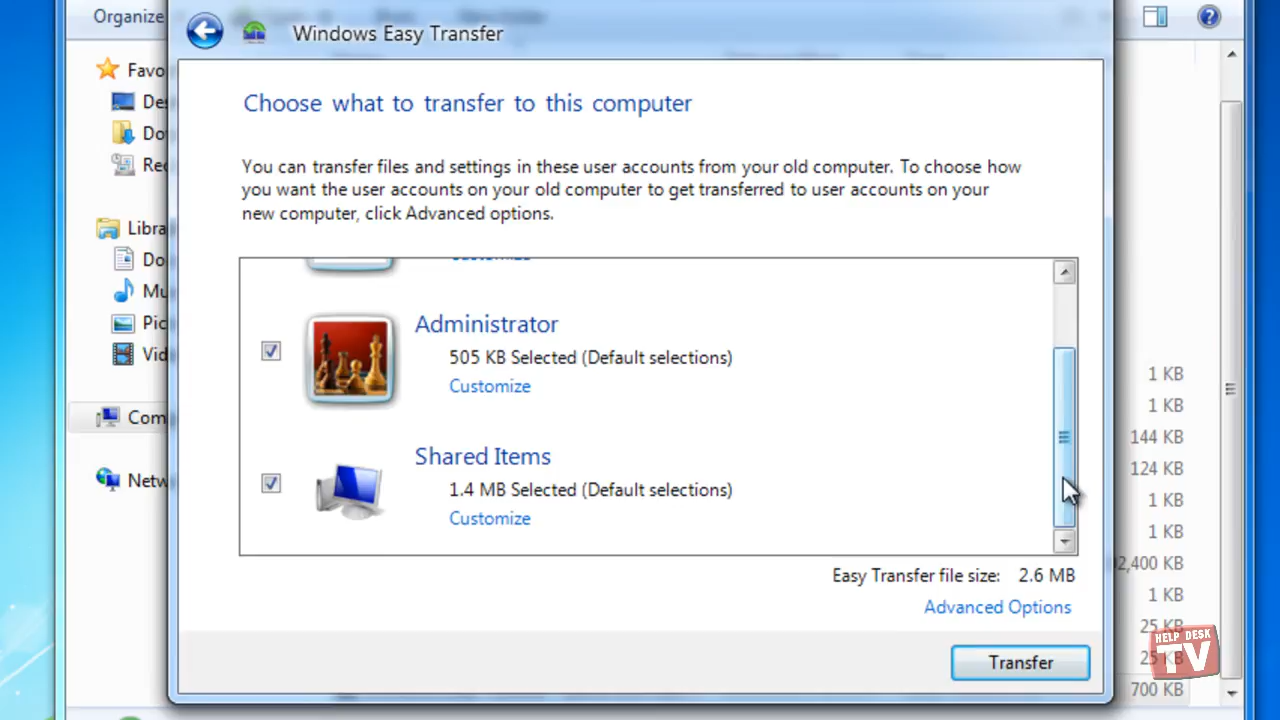 Organize
Windows Easy Transfer
Choose what to transfer to this computer
You can transfer files and settings in these user accounts from your old computer. To choose how
you want the user accounts on your old computer to get transferred to user accounts on your
new computer, click Advanced options.
Customize
Administrator
505 KB Selected (Default selections)
Customize
Shared Items
1.4 MB Selected (Default selections)
Customize
Easy Transfer file size: 2.6 MB
Advanced Options
Transfer
Favo
Des
Do
Rec
Libra
Do
Mu
Pic
Vid
Com
Netw
1 KB
1 KB
144 KB
124 KB
1 KB
1 KB
2,400 KB
1 KB
25 KB
25 KB
700 KB
HELP DESK
TV